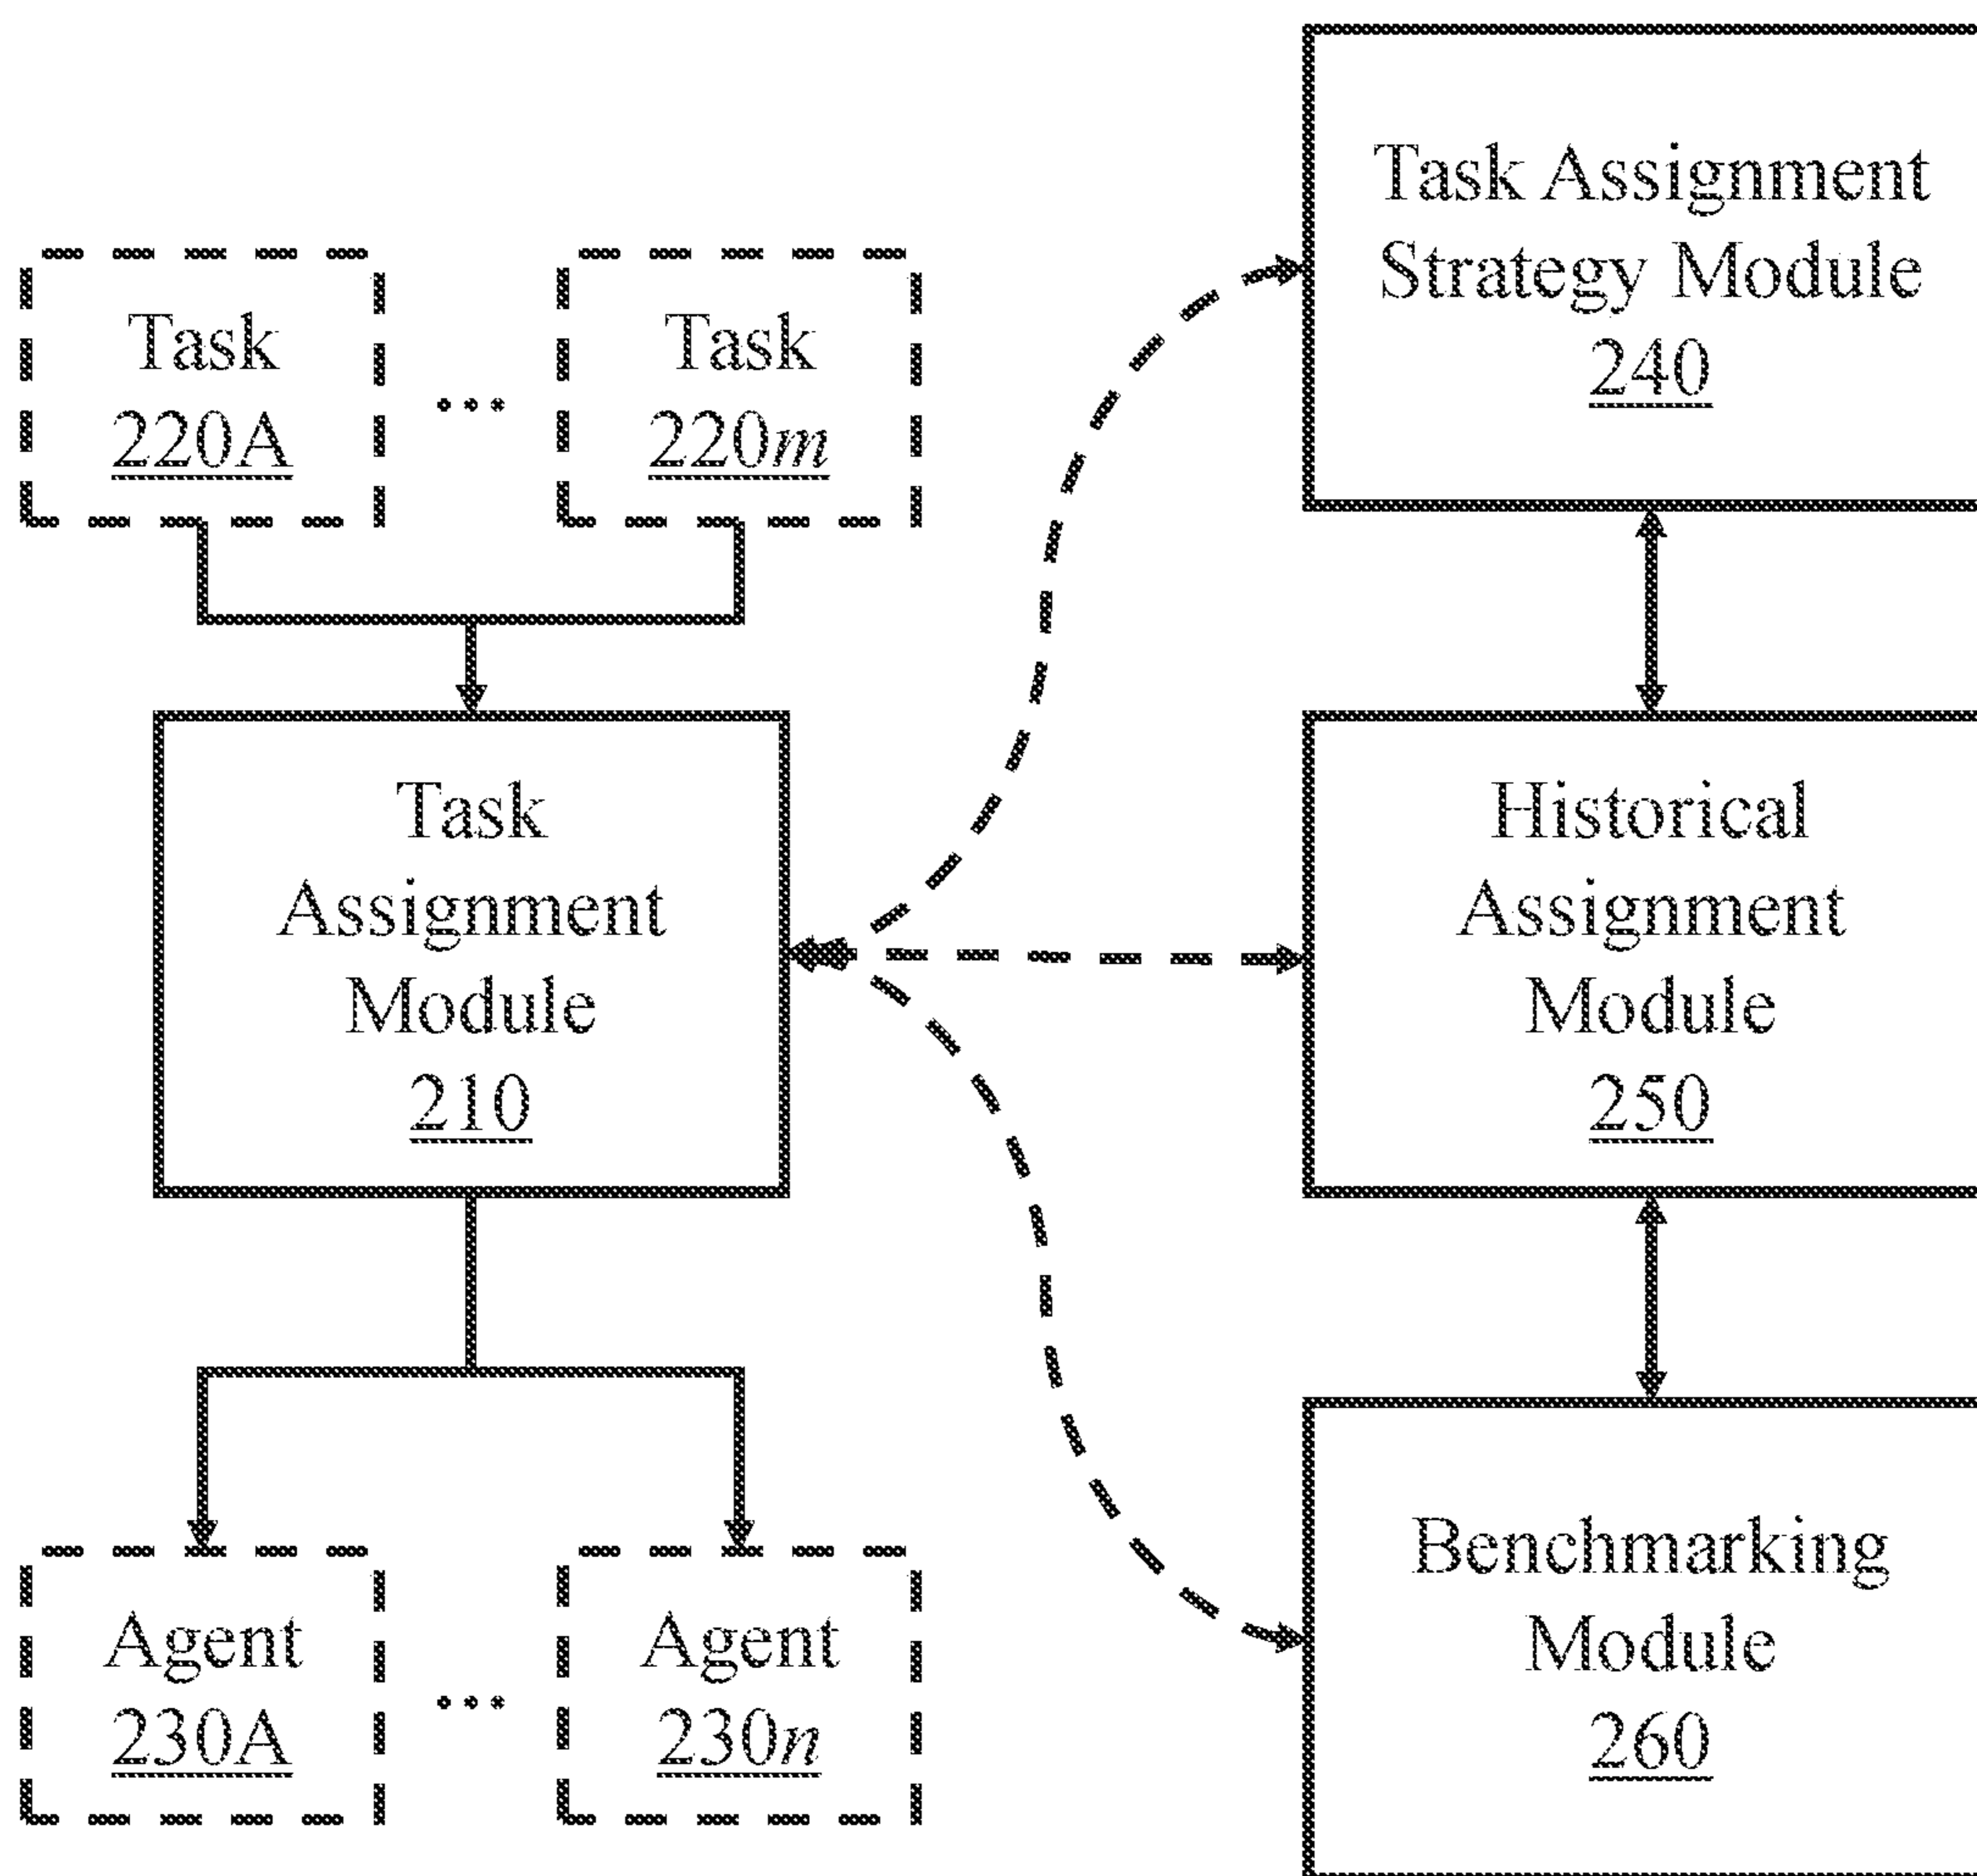 Task
220A
...
Task
220m
Task Assignment
Strategy Module
240
Task
Assignment
Module
210
Historical
Assignment
Module
250
Agent
230A
...
Agent
230n
Benchmarking
Module
260